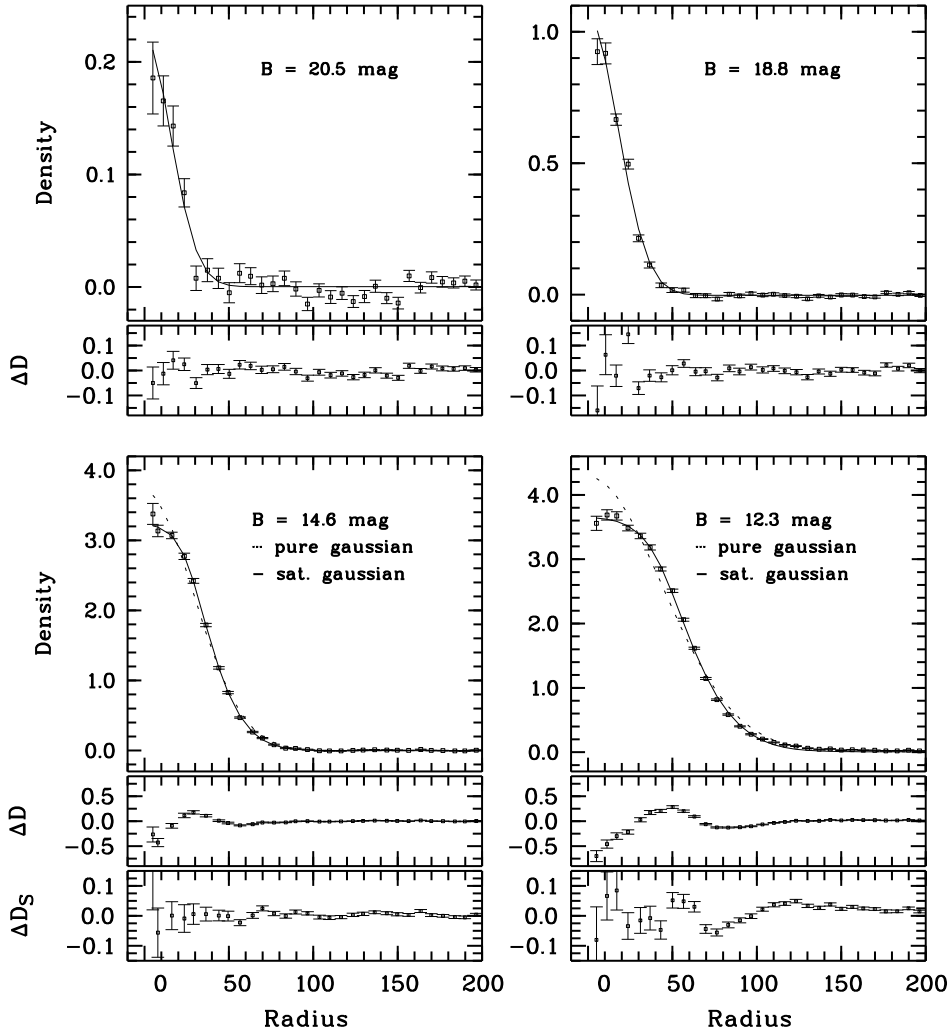 B = 20.5 mag
0.2
0.1
0.0
Density
B = 18.8 mag
1.0
0.5
0.0
ΔD
0.1
0.0
−0.1
0.1
0.0
−0.1
B = 14.6 mag
pure gaussian
sat. gaussian
4.0
3.0
2.0
1.0
0.0
Density
B = 12.3 mag
pure gaussian
sat. gaussian
4.0
3.0
2.0
1.0
0.0
ΔD
0.5
0.0
−0.5
0.5
0.0
−0.5
ΔDS
0.1
0.0
−0.1
0.1
0.0
−0.1
0 50 100 150 200
0 50 100 150 200
Radius
Radius